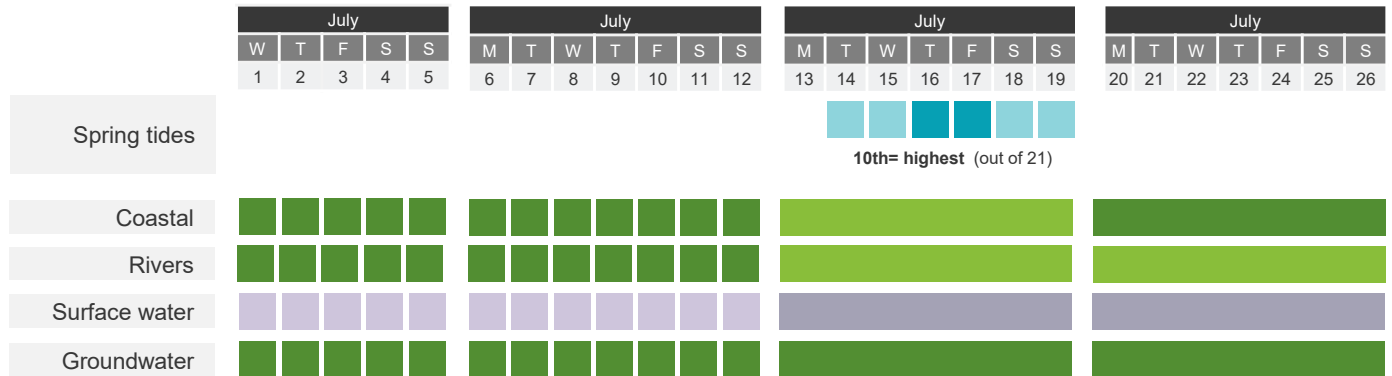 July July July July
W T F S S M T W T F S S M T W T F S S M T W T F S S
1 2 3 4 5 6 7 8 9 10 11 12 13 14 15 16 17 18 19 20 21 22 23 24 25 26
Spring tides
10th= highest (out of 21)
Coastal
Rivers
Surface water
Groundwater